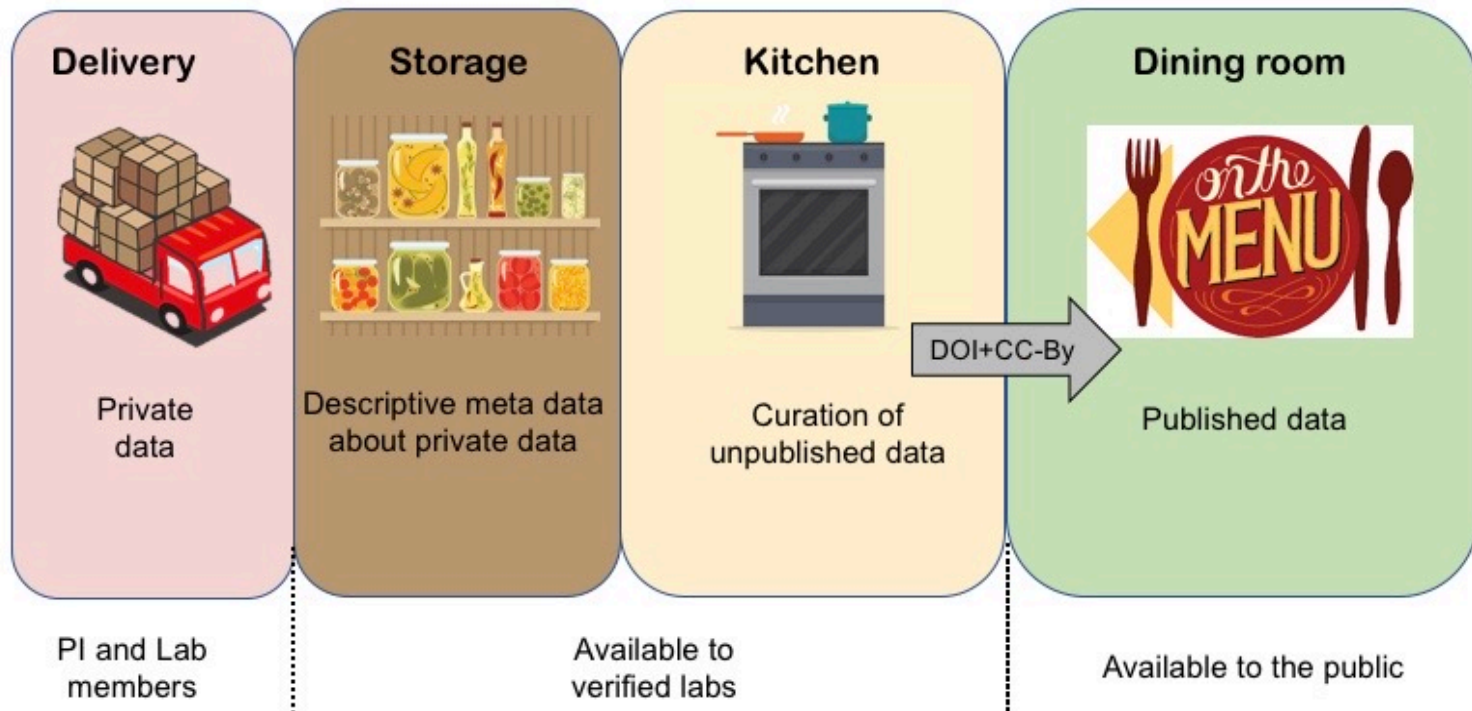 Delivery
Storage
Kitchen
Dining room
on the
MENU
DOI+CC-By
Private
data
Descriptive meta data
about private data
Curation of
unpublished data
Published data
PI and Lab
members
Available to
verified labs
Available to the public